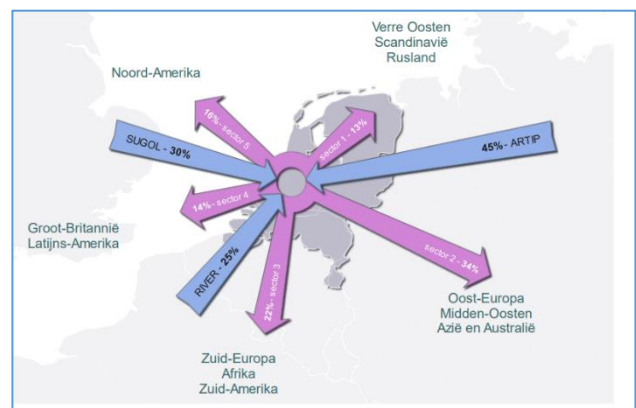 Verre Oosten
Scandinavië
Rusland
Noord-Amerika
16% - sector 5
sector 1 - 13%
SUGOL - 30%
45% - ARTIP
14% - sector 4
Groot-Britannië
Latijns-Amerika
RIVER - 25%
22% - sector 3
sector 2 - 34%
Oost-Europa
Midden-Oosten
Azië en Australië
Zuid-Europa
Afrika
Zuid-Amerika